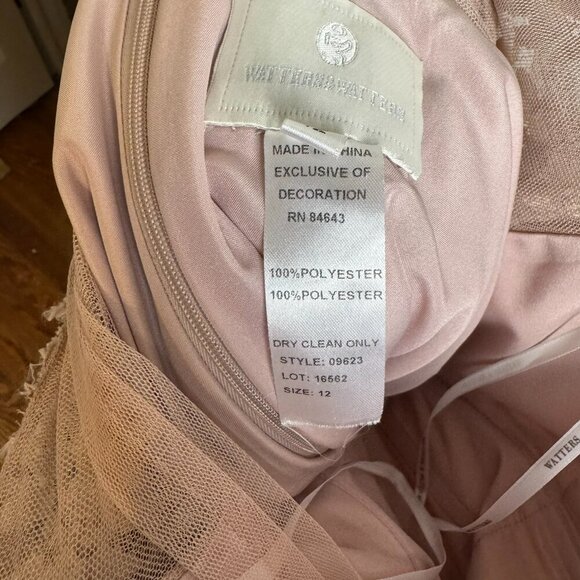 WATTERS&WATTERS
MADE IN CHINA
EXCLUSIVE OF
DECORATION
RN 84643
100%POLYESTER
100%POLYESTER
DRY CLEAN ONLY
STYLE: 09623
LOT: 16562
SIZE: 12
WATTERS